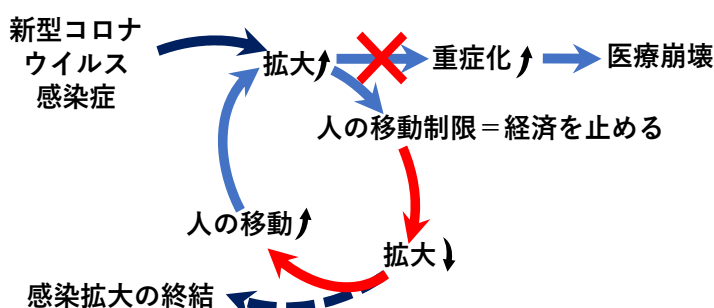 新型コロナ
ウイルス
感染症
拡大
重症化
医療崩壊
人の移動制限＝経済を止める
人の移動
拡大
感染拡大の終結